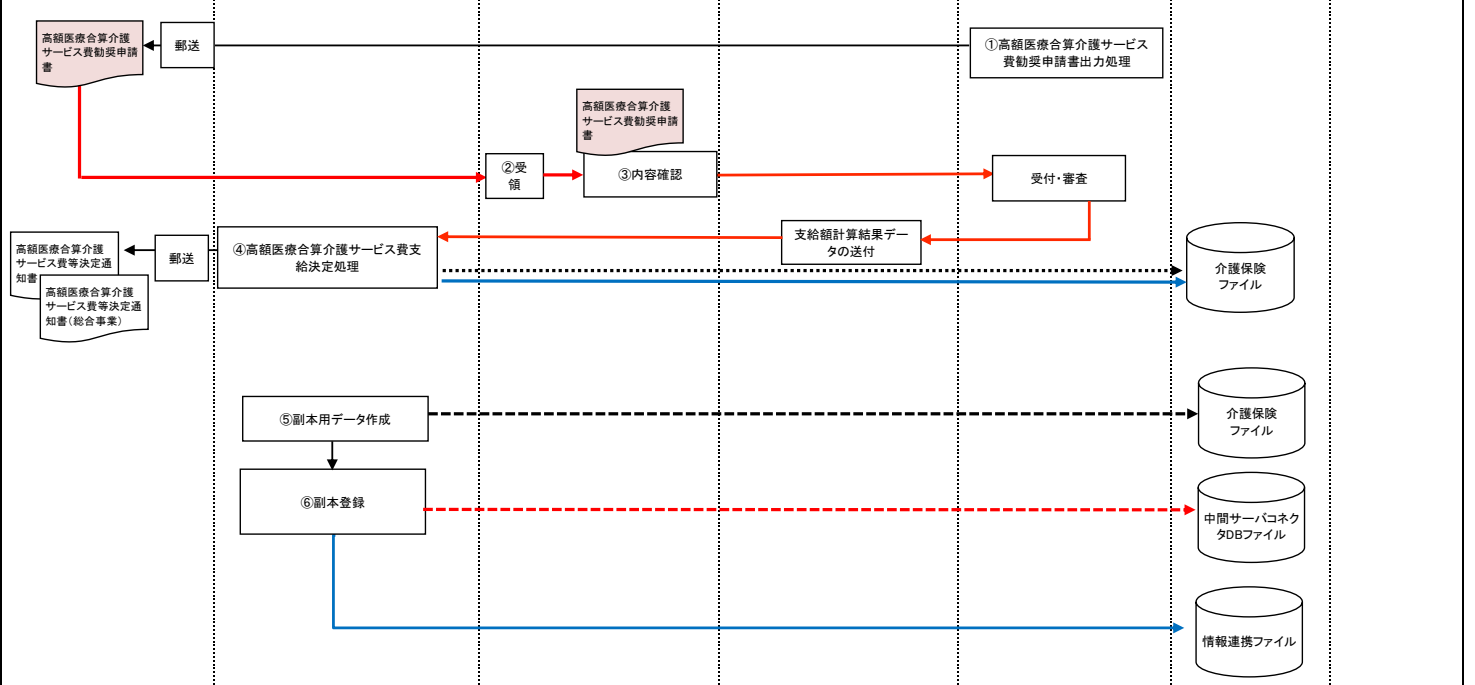 高額医療合算介護
サービス費勧奨申請
書
郵送
①高額医療合算介護サービス
費勧奨申請書出力処理
高額医療合算介護
サービス費勧奨申請
書
②受
領
③内容確認
受付・審査
高額医療合算介護
サービス費等決定通
知書
高額医療合算介護
サービス費等決定通
知書(総合事業)
郵送
④高額医療合算介護サービス費支
給決定処理
支給額計算結果デー
タの送付
介護保険
ファイル
⑤副本用データ作成
介護保険
ファイル
⑥副本登録
中間サーバコネク
タDBファイル
情報連携ファイル